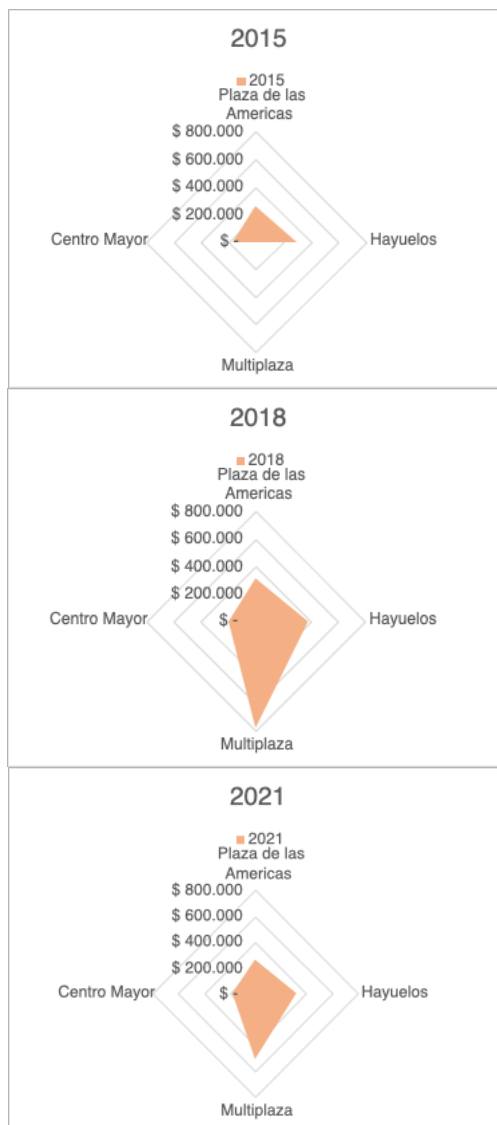 2015
2015
Plaza de las
Americas
$ 800.000
$ 600.000
$ 400.000
$ 200.000
$ -
Centro Mayor
Hayuelos
Multiplaza
2018
2018
Plaza de las
Americas
$ 800.000
$ 600.000
$ 400.000
$ 200.000
$ -
Centro Mayor
Hayuelos
Multiplaza
2021
2021
Plaza de las
Americas
$ 800.000
$ 600.000
$ 400.000
$ 200.000
$ -
Centro Mayor
Hayuelos
Multiplaza